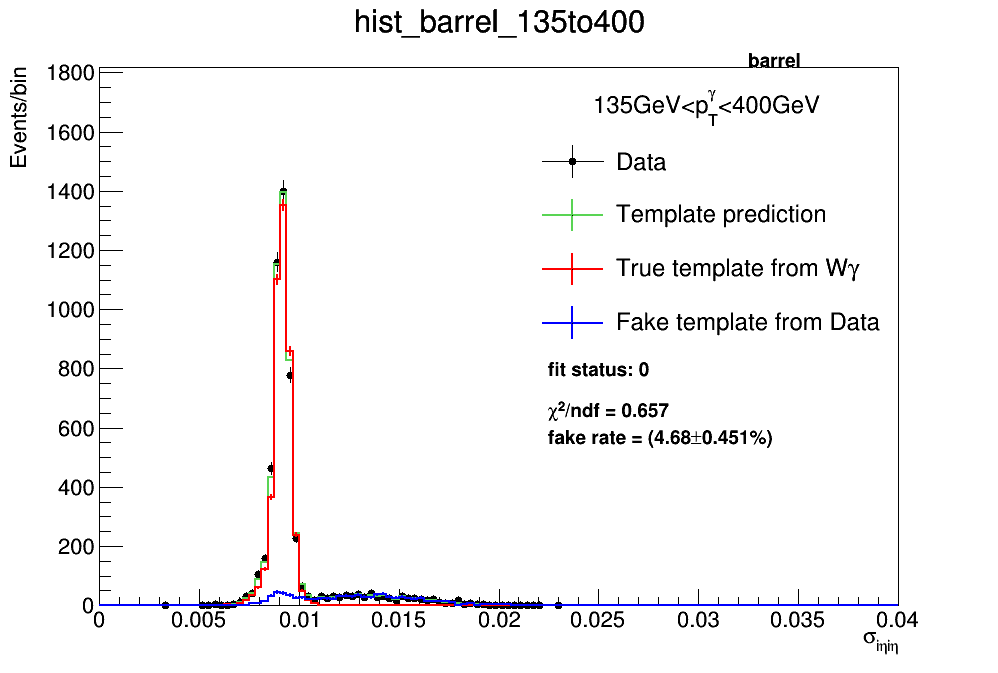 hist_barrel_135to400
barrel
Events/bin
135GeV<p_T^γ<400GeV
Data
Template prediction
True template from Wγ
Fake template from Data
fit status: 0
χ²/ndf = 0.657
fake rate = (4.68±0.451%)
1800
1600
1400
1200
1000
800
600
400
200
0
0 0.005 0.01 0.015 0.02 0.025 0.03 0.035 0.04
σ_iηiη